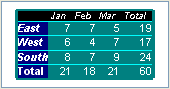 Jan Feb Mar Total
East 7 7 5 19
West 6 4 7 17
South 8 7 9 24
Total 21 18 21 60